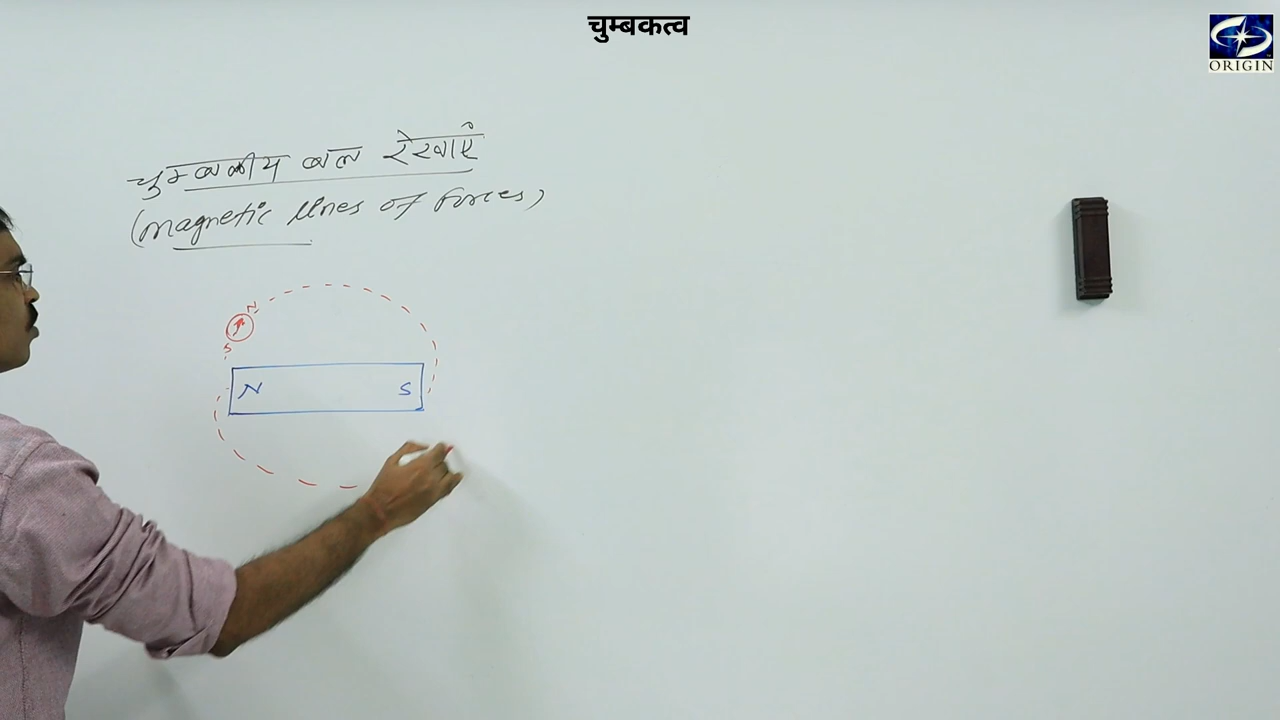 चुम्बकत्व
ORIGIN
चुम्बकीय बल रेखाएं
(magnetic lines of forces)
N
S
N S